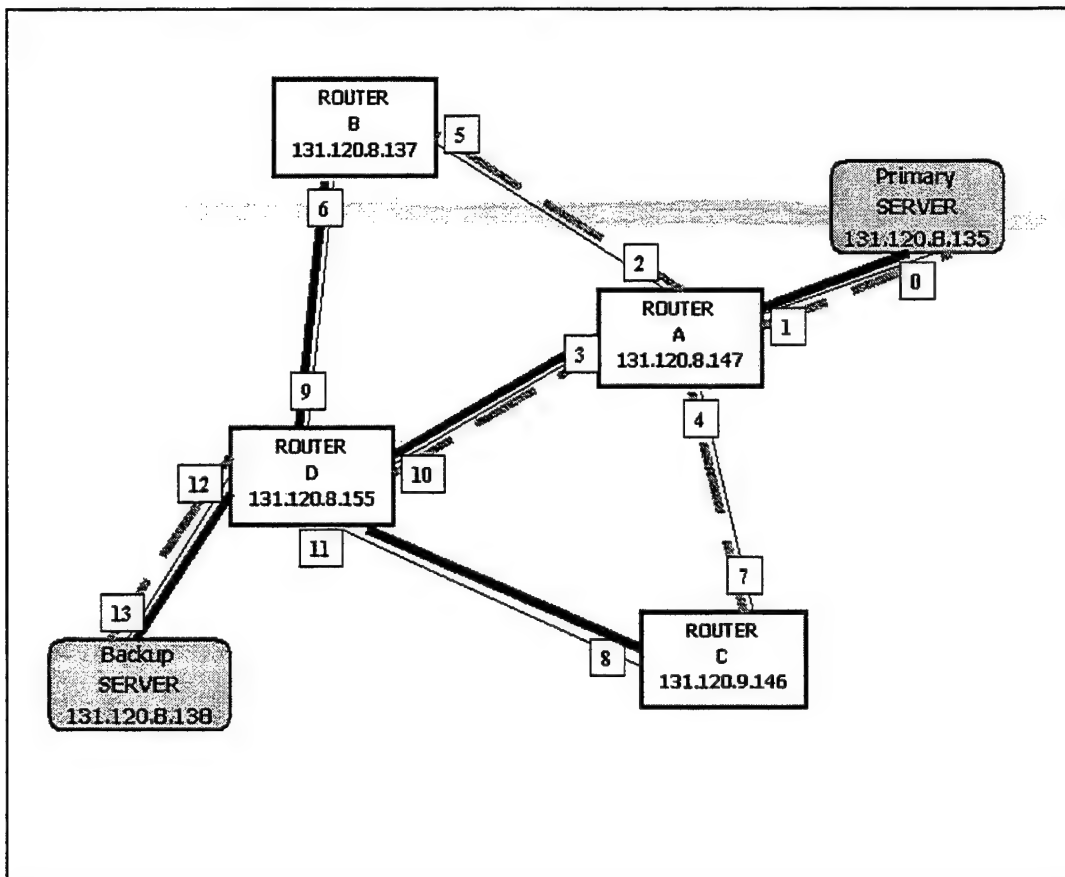 ROUTER
B
131.120.8.137
5
6
Primary
SERVER
131.120.8.135
0
2
1
ROUTER
A
131.120.8.147
3
4
9
ROUTER
D
131.120.8.155
12
10
11
7
13
Backup
SERVER
131.120.8.138
8
ROUTER
C
131.120.9.146